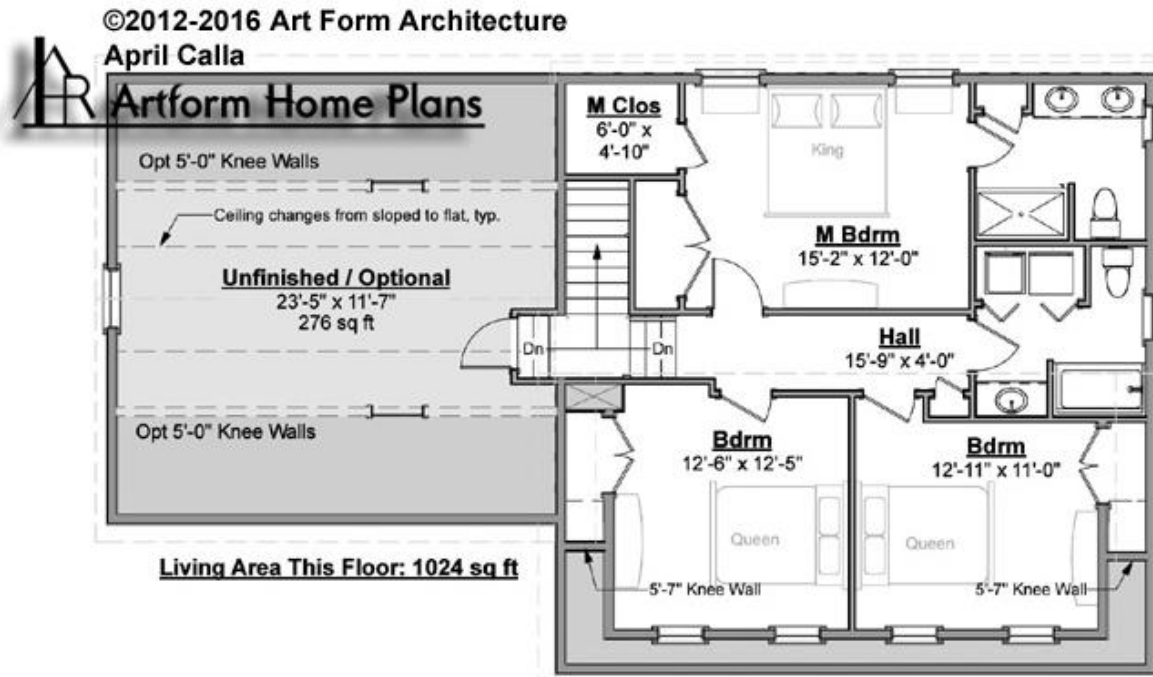 ©2012-2016 Art Form Architecture
April Calla
AR Artform Home Plans
Opt 5'-0" Knee Walls
Ceiling changes from sloped to flat, typ.
Unfinished / Optional
23'-5" x 11'-7"
276 sq ft
Opt 5'-0" Knee Walls
M Clos
6'-0" x
4'-10"
King
M Bdrm
15'-2" x 12'-0"
Dn
Dn
Hall
15'-9" x 4'-0"
Bdrm
12'-6" x 12'-5"
Bdrm
12'-11" x 11'-0"
Queen
Queen
5'-7" Knee Wall
5'-7" Knee Wall
Living Area This Floor: 1024 sq ft